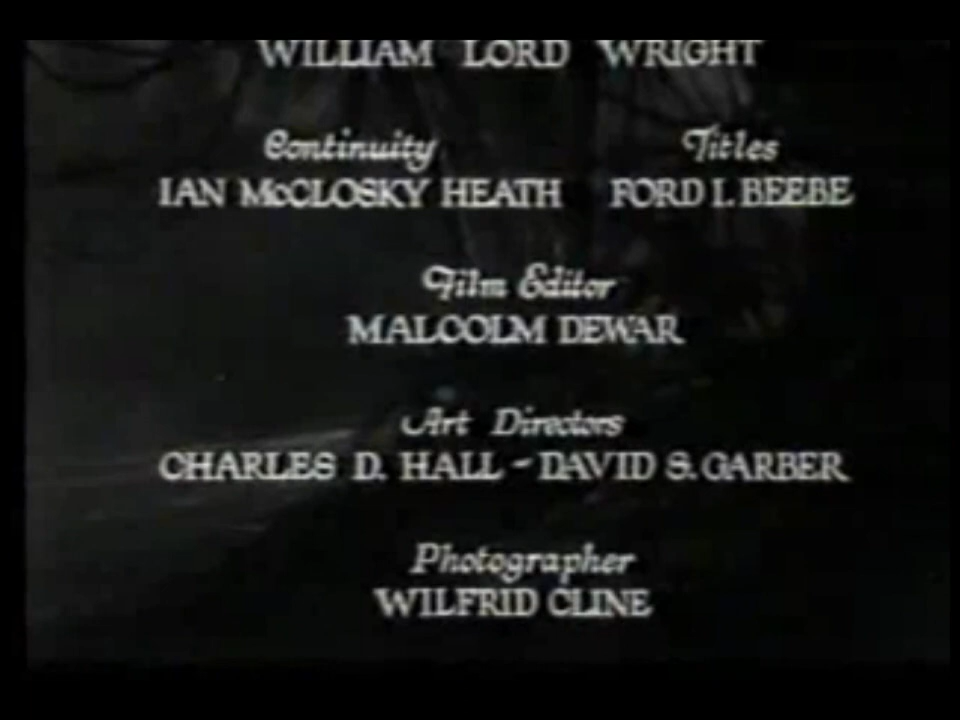 WILLIAM LORD WRIGHT
Continuity Titles
IAN McCLOSKY HEATH FORD I. BEEBE
Film Editor
MALCOLM DEWAR
Art Directors
CHARLES D. HALL - DAVID S. GARBER
Photographer
WILFRID CLINE